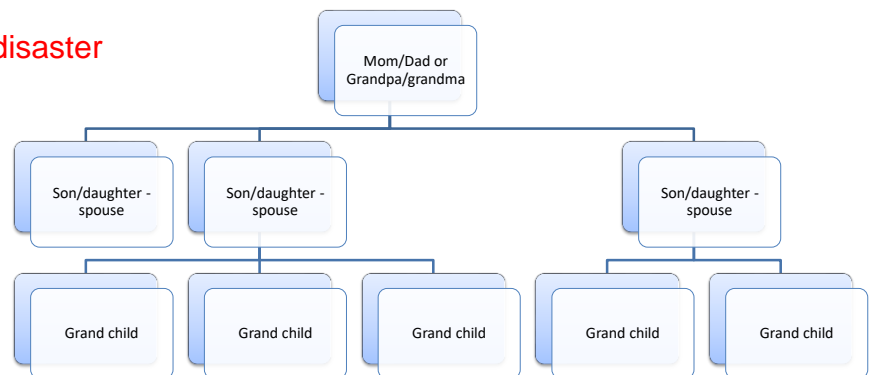 disaster
Mom/Dad or
Grandpa/grandma
Son/daughter -
spouse
Son/daughter -
spouse
Son/daughter -
spouse
Grand child
Grand child
Grand child
Grand child
Grand child